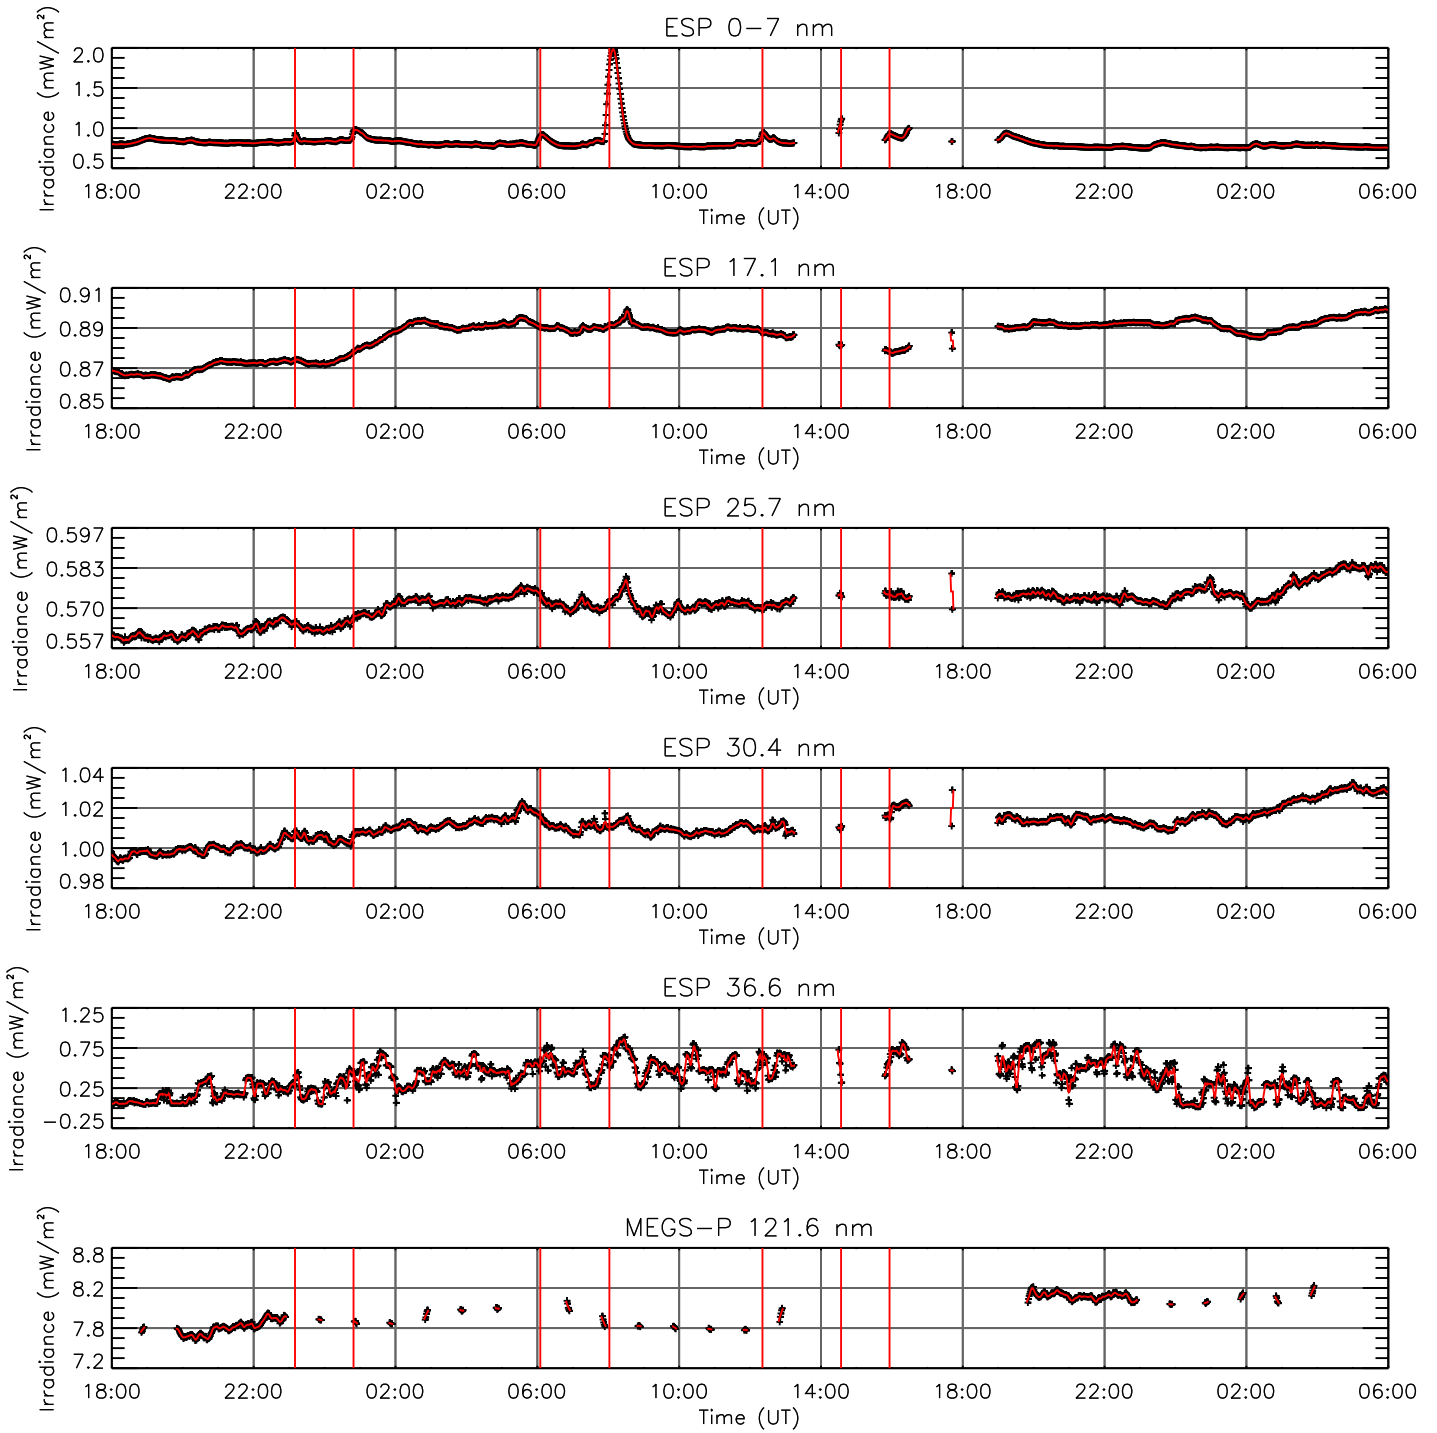 ESP 0-7 nm
Irradiance (mW/m²)
2.0
1.5
1.0
0.5
18:00 22:00 02:00 06:00 10:00 14:00 18:00 22:00 02:00 06:00
Time (UT)
ESP 17.1 nm
Irradiance (mW/m²)
0.91
0.89
0.87
0.85
18:00 22:00 02:00 06:00 10:00 14:00 18:00 22:00 02:00 06:00
Time (UT)
ESP 25.7 nm
Irradiance (mW/m²)
0.597
0.583
0.570
0.557
18:00 22:00 02:00 06:00 10:00 14:00 18:00 22:00 02:00 06:00
Time (UT)
ESP 30.4 nm
Irradiance (mW/m²)
1.04
1.02
1.00
0.98
18:00 22:00 02:00 06:00 10:00 14:00 18:00 22:00 02:00 06:00
Time (UT)
ESP 36.6 nm
Irradiance (mW/m²)
1.25
0.75
0.25
-0.25
18:00 22:00 02:00 06:00 10:00 14:00 18:00 22:00 02:00 06:00
Time (UT)
MEGS-P 121.6 nm
Irradiance (mW/m²)
8.8
8.2
7.8
7.2
18:00 22:00 02:00 06:00 10:00 14:00 18:00 22:00 02:00 06:00
Time (UT)